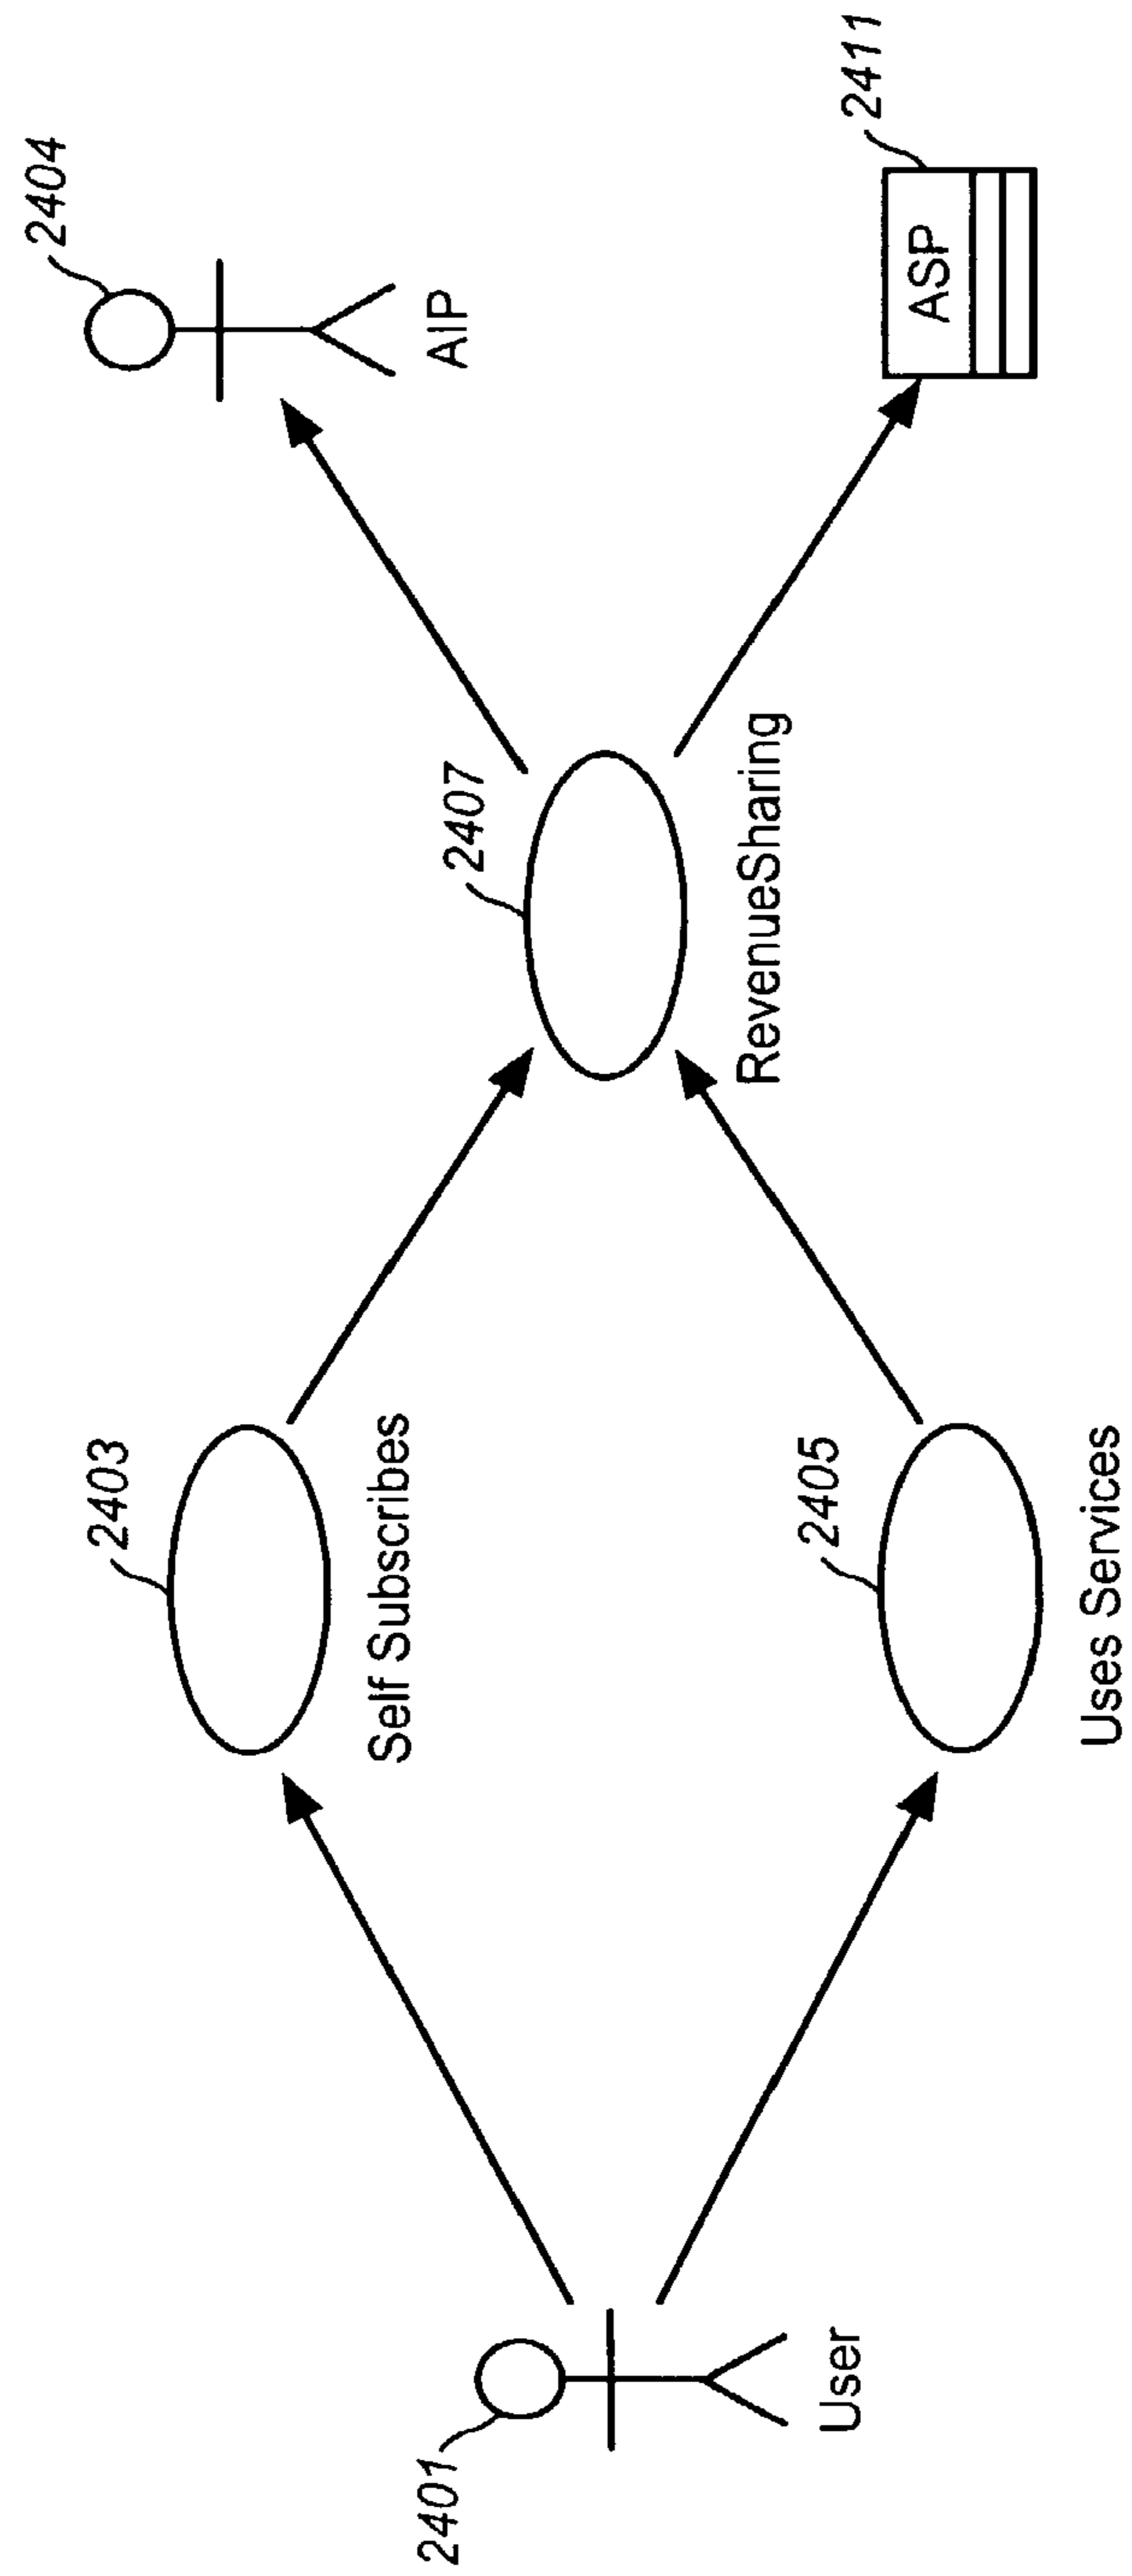 2401
User
2403
Self Subscribes
2405
Uses Services
2407
RevenueSharing
2404
AIP
2411
ASP